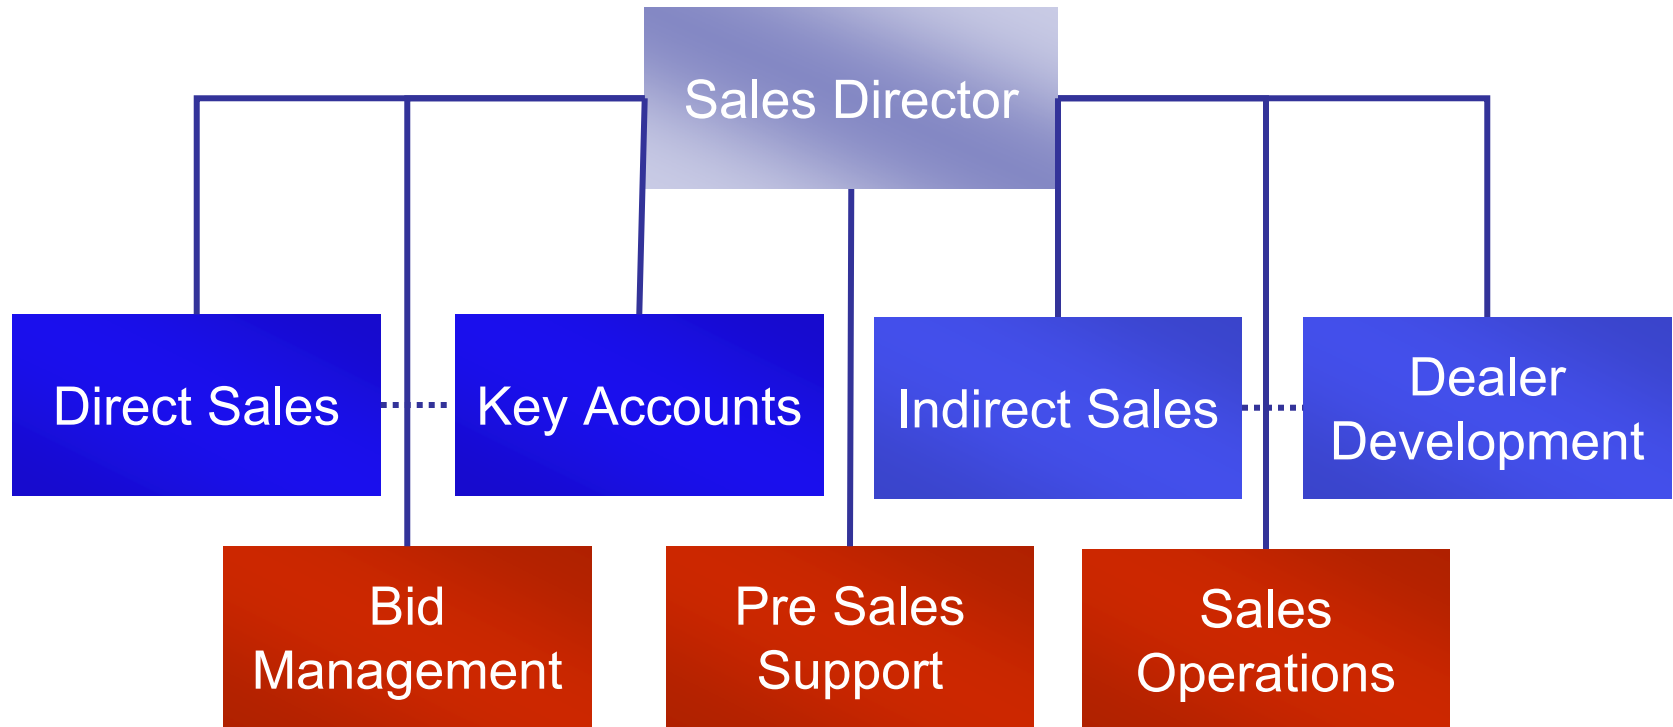 Sales Director
Direct Sales
Key Accounts
Indirect Sales
Dealer
Development
Bid
Management
Pre Sales
Support
Sales
Operations